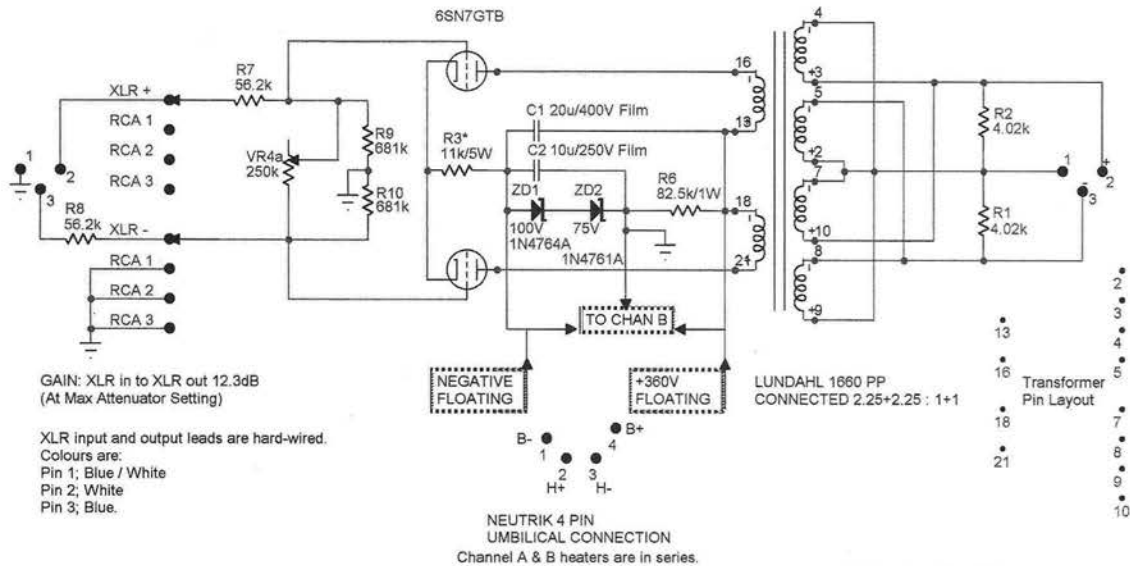 6SN7GTB
4
R7
56.2k
16
+3
XLR +
5
C1 20u/400V Film
R2
4.02k
RCA 1
R9
681k
R3*
11k/5W
13
1
2
RCA 2
VR4a
250k
C2 10u/250V Film
+2
7
1
+
2
-
3
3
RCA 3
R10
681k
ZD1
ZD2
R6
82.5k/1W
18
R8
56.2k
XLR -
100V
1N4764A
75V
1N4761A
+10
8
R1
4.02k
21
RCA 1
RCA 2
RCA 3
+9
TO CHAN B
NEGATIVE
FLOATING
+360V
FLOATING
GAIN: XLR in to XLR out 12.3dB
(At Max Attenuator Setting)
LUNDAHL 1660 PP
CONNECTED 2.25+2.25 : 1+1
Transformer
Pin Layout
13
16
18
21
2
3
4
5
7
8
9
10
XLR input and output leads are hard-wired.
Colours are:
Pin 1; Blue / White
Pin 2; White
Pin 3; Blue.
B-
1
2
H+
3
H-
4
B+
NEUTRIK 4 PIN
UMBILICAL CONNECTION
Channel A & B heaters are in series.